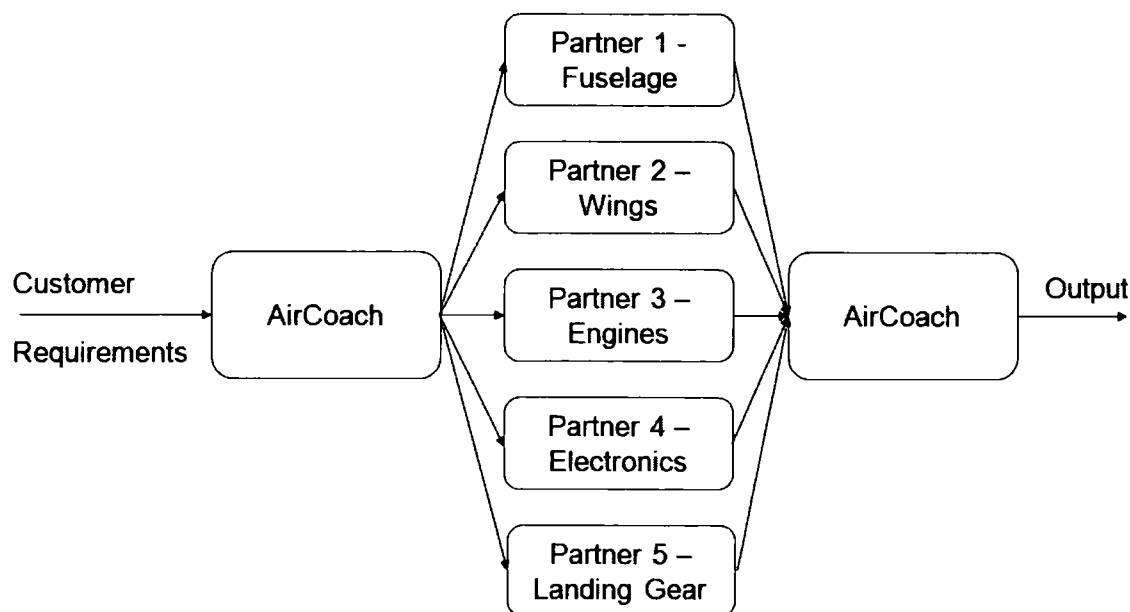 Partner 1 -
Fuselage
Partner 2 –
Wings
Customer
Requirements
AirCoach
Partner 3 –
Engines
AirCoach
Output
Partner 4 –
Electronics
Partner 5 –
Landing Gear